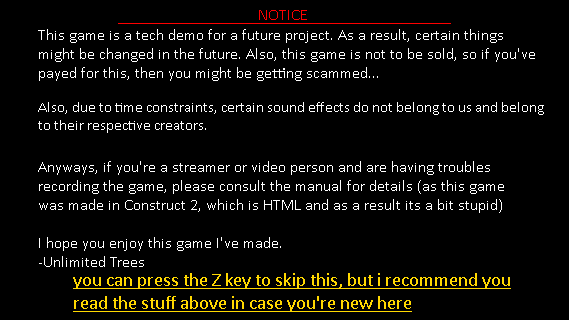 NOTICE
This game is a tech demo for a future project. As a result, certain things
might be changed in the future. Also, this game is not to be sold, so if you've
payed for this, then you might be getting scammed...
Also, due to time constraints, certain sound effects do not belong to us and belong
to their respective creators.
Anyways, if you're a streamer or video person and are having troubles
recording the game, please consult the manual for details (as this game
was made in Construct 2, which is HTML and as a result its a bit stupid)
I hope you enjoy this game I've made.
-Unlimited Trees
you can press the Z key to skip this, but i recommend you
read the stuff above in case you're new here